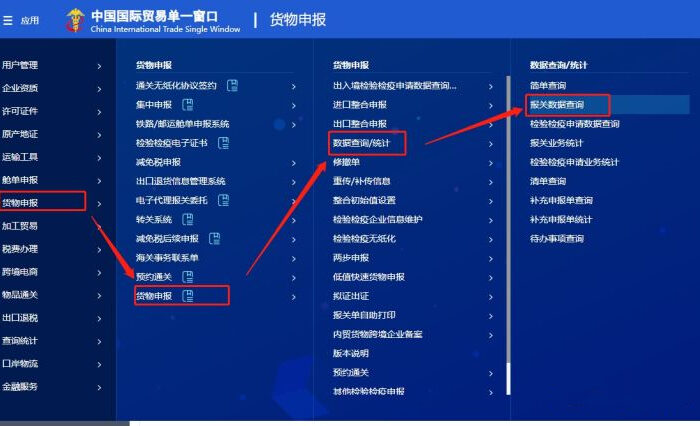 应用
中国国际贸易单一窗口
China International Trade Single Window
货物申报
用户管理
企业资质
许可证件
原产地证
运输工具
舱单申报
货物申报
加工贸易
税费办理
跨境电商
物品通关
出口退税
查询统计
口岸物流
金融服务
货物申报
通关无纸化协议签约
集中申报
铁路/邮运舱单申报系统
检验检疫电子证书
减免税申报
出口退货信息管理系统
电子代理报关委托
转关系统
减免税后续申报
海关事务联系单
预约通关
货物申报
货物申报
出入境检验检疫申请数据查询...
进口整合申报
出口整合申报
数据查询/统计
修撤单
重传/补传信息
整合初始值设置
检验检疫企业信息维护
检验检疫无纸化
两步申报
低值快速货物申报
拟证出证
报关单自助打印
内贸货物跨境企业备案
版本说明
预约通关
其他检验检疫申报
数据查询/统计
简单查询
报关数据查询
检验检疫申请数据查询
报关业务统计
检验检疫申请业务统计
清单查询
补充申报单查询
补充申报单统计
待办事项查询